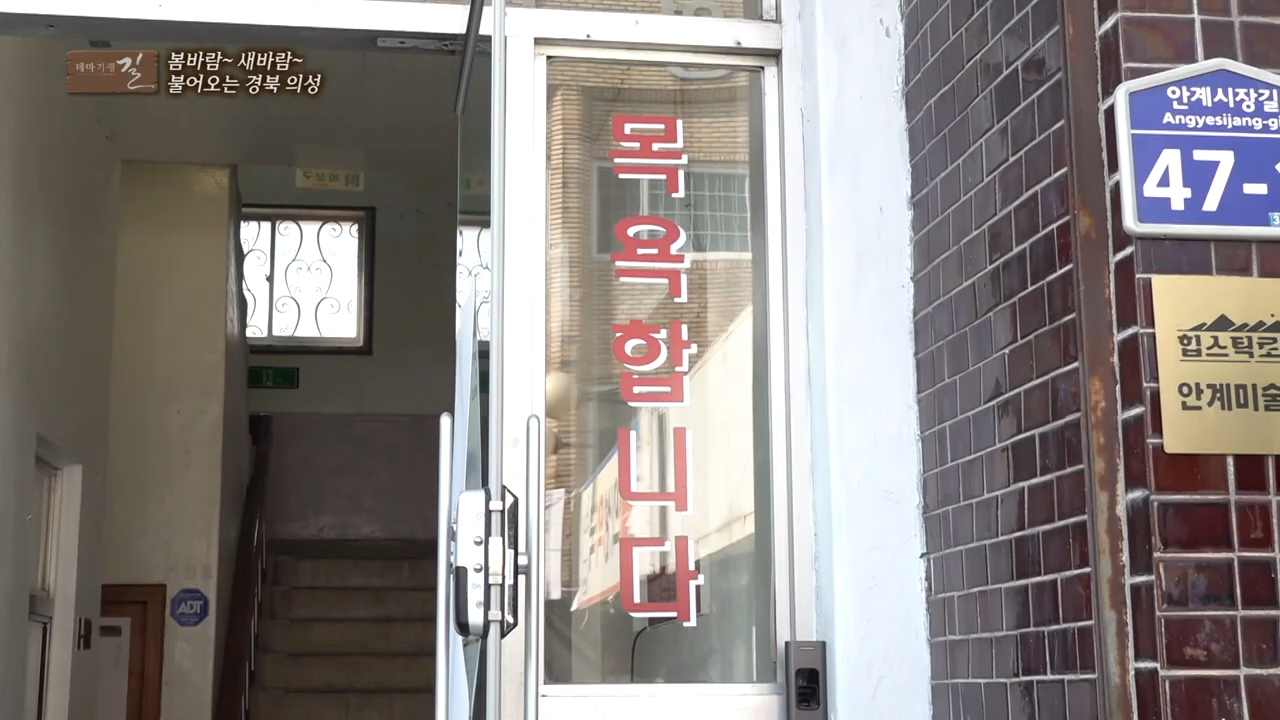 테마기행
길
봄바람~ 새바람~
불어오는 경북 의성
목욕합니다
안계시장길
Angyesijang-g
47-
힙스틱
안계미술
ADT